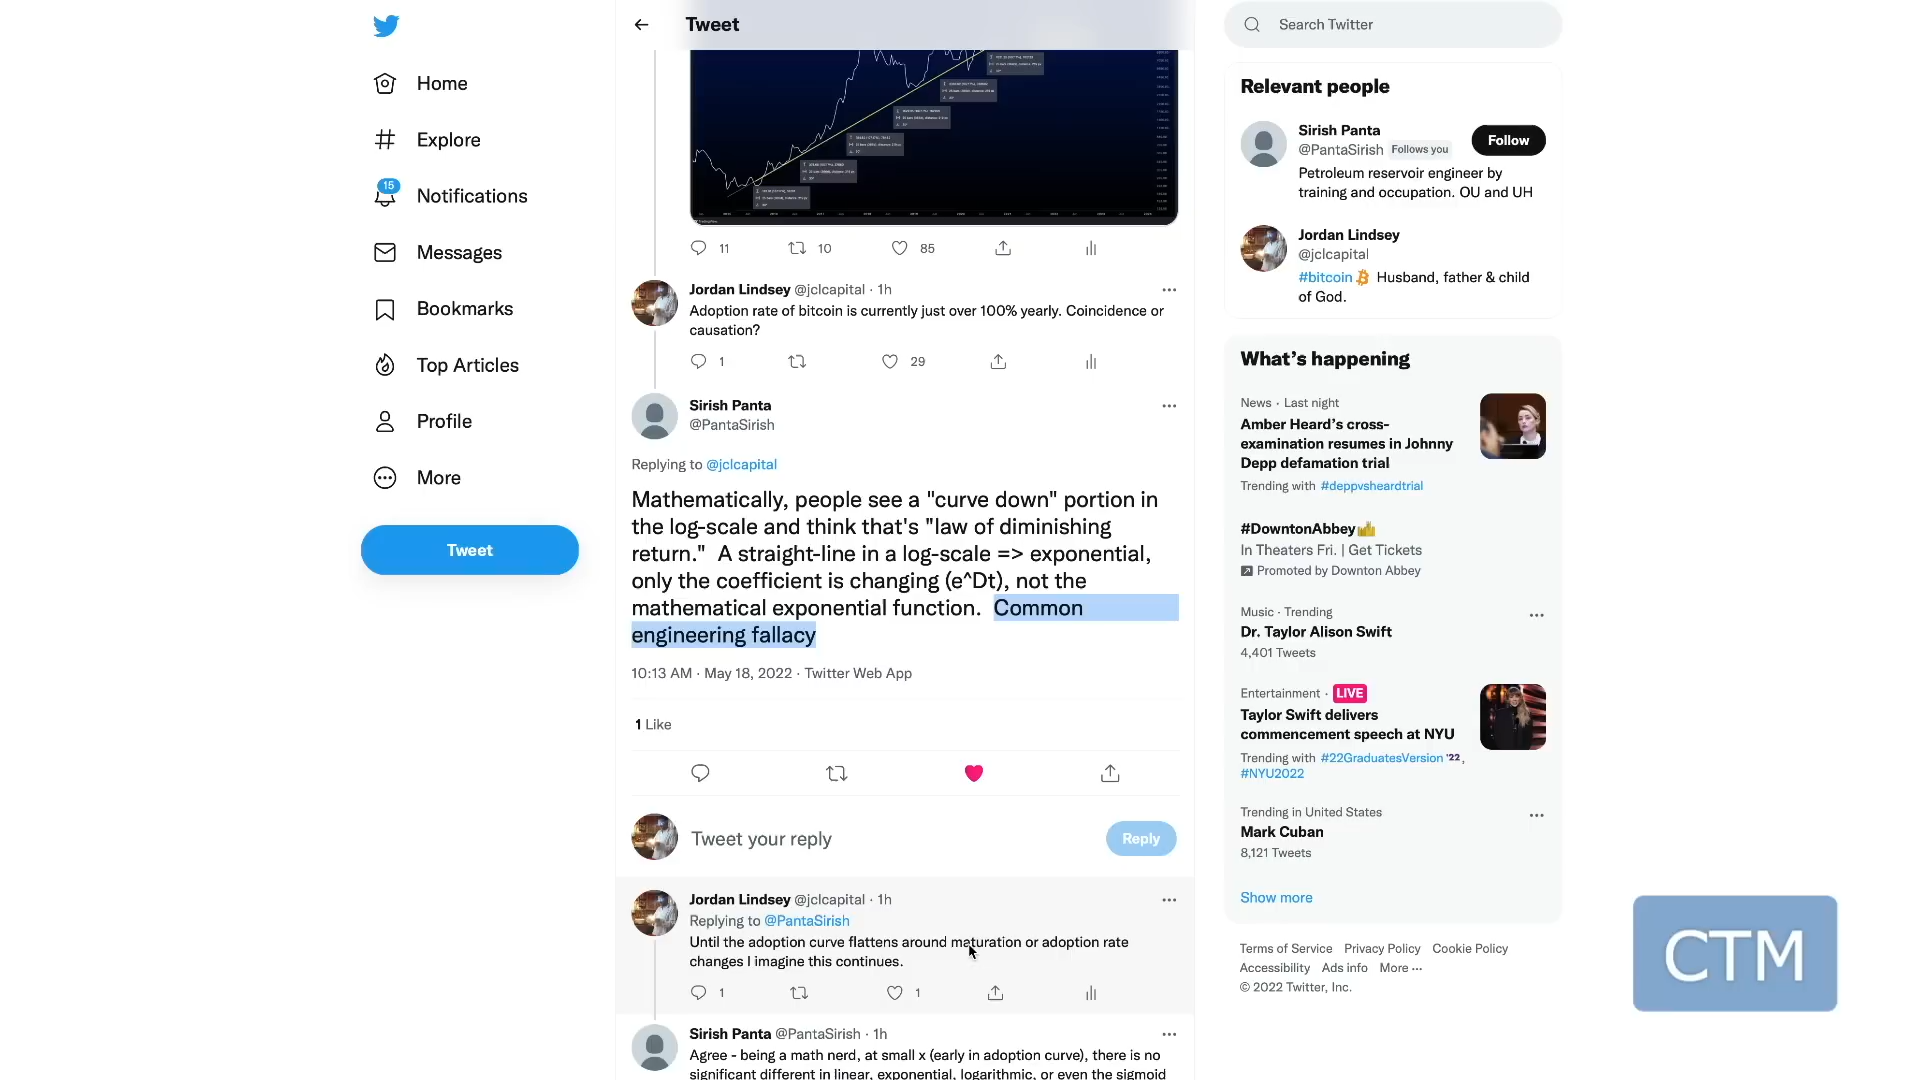 Tweet
Search Twitter
Home
Explore
15
Notifications
Messages
Bookmarks
Top Articles
Profile
More
Tweet
11 10 85
Jordan Lindsey @jclcapital · 1h
Adoption rate of bitcoin is currently just over 100% yearly. Coincidence or
causation?
1 29
Sirish Panta
@PantaSirish
Replying to @jclcapital
Mathematically, people see a "curve down" portion in
the log-scale and think that's "law of diminishing
return." A straight-line in a log-scale => exponential,
only the coefficient is changing (e^Dt), not the
mathematical exponential function. Common
engineering fallacy
10:13 AM · May 18, 2022 · Twitter Web App
1 Like
Tweet your reply
Reply
Jordan Lindsey @jclcapital · 1h
Replying to @PantaSirish
Until the adoption curve flattens around maturation or adoption rate
changes I imagine this continues.
1 1
Sirish Panta @PantaSirish · 1h
Agree - being a math nerd, at small x (early in adoption curve), there is no
significant different in linear, exponential, logarithmic, or even the sigmoid
Relevant people
Sirish Panta
@PantaSirish Follows you
Follow
Petroleum reservoir engineer by
training and occupation. OU and UH
Jordan Lindsey
@jclcapital
#bitcoin Husband, father & child
of God.
What's happening
News · Last night
Amber Heard's cross-
examination resumes in Johnny
Depp defamation trial
Trending with #deppvsheardtrial
#DowntonAbbey
In Theaters Fri. | Get Tickets
Promoted by Downton Abbey
Music · Trending
Dr. Taylor Alison Swift
4,401 Tweets
Entertainment · LIVE
Taylor Swift delivers
commencement speech at NYU
Trending with #22GraduatesVersion '22,
#NYU2022
Trending in United States
Mark Cuban
8,121 Tweets
Show more
Terms of Service Privacy Policy Cookie Policy
Accessibility Ads info More ···
© 2022 Twitter, Inc.
CTM